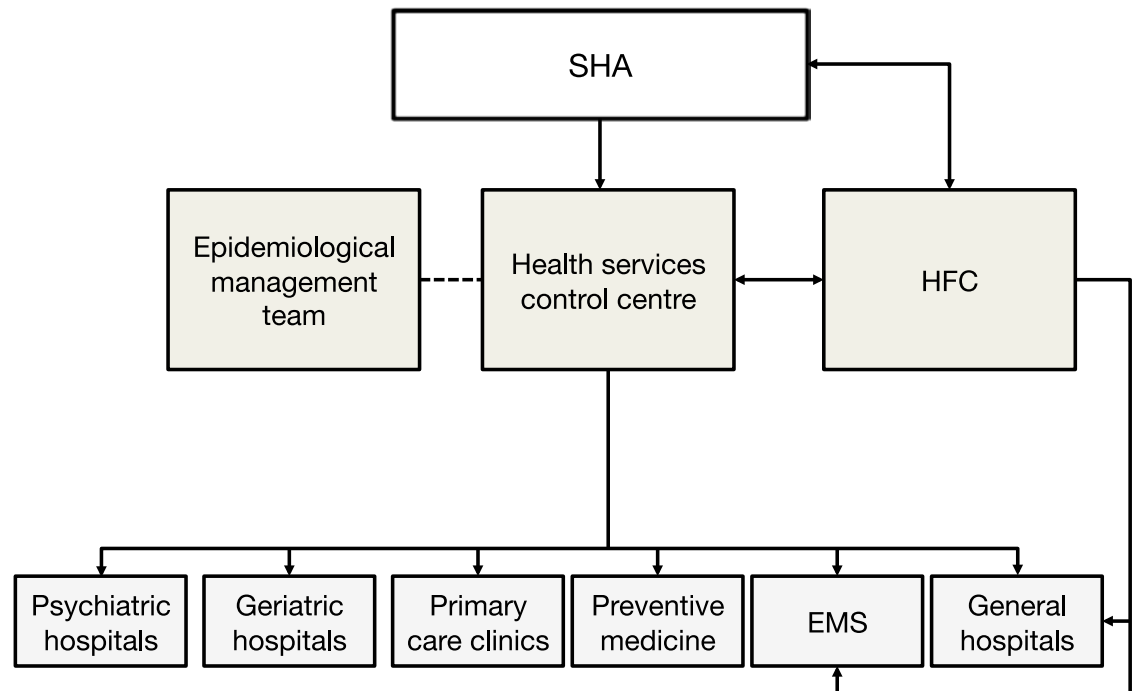 SHA
Epidemiological
management
team
Health services
control centre
HFC
Psychiatric
hospitals
Geriatric
hospitals
Primary
care clinics
Preventive
medicine
EMS
General
hospitals